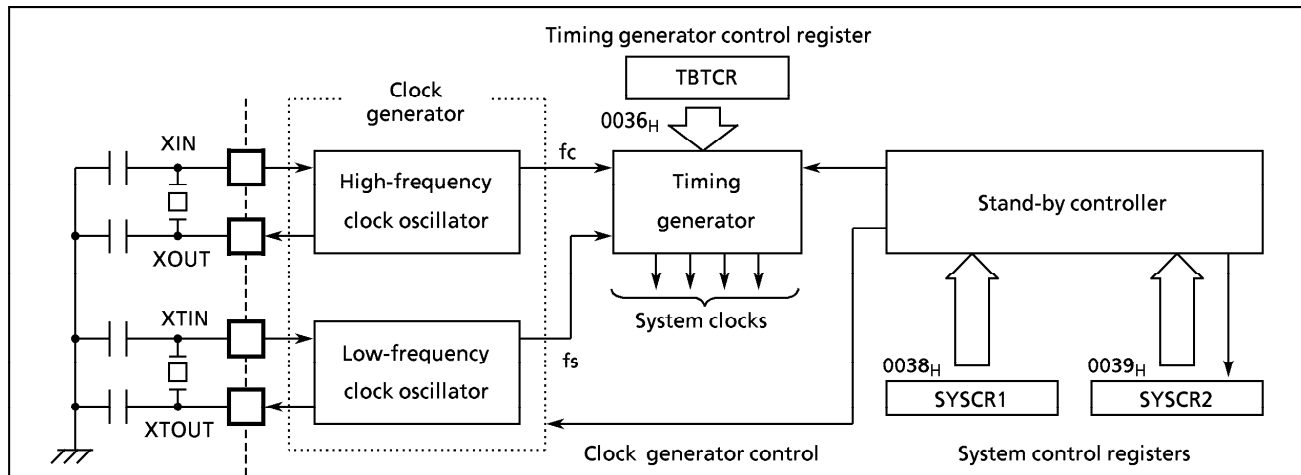 Timing generator control register
TBTCR
0036H
Clock
generator
XIN
XOUT
High-frequency
clock oscillator
fc
Timing
generator
Stand-by controller
System clocks
XTIN
XTOUT
Low-frequency
clock oscillator
fs
0038H
SYSCR1
0039H
SYSCR2
Clock generator control
System control registers